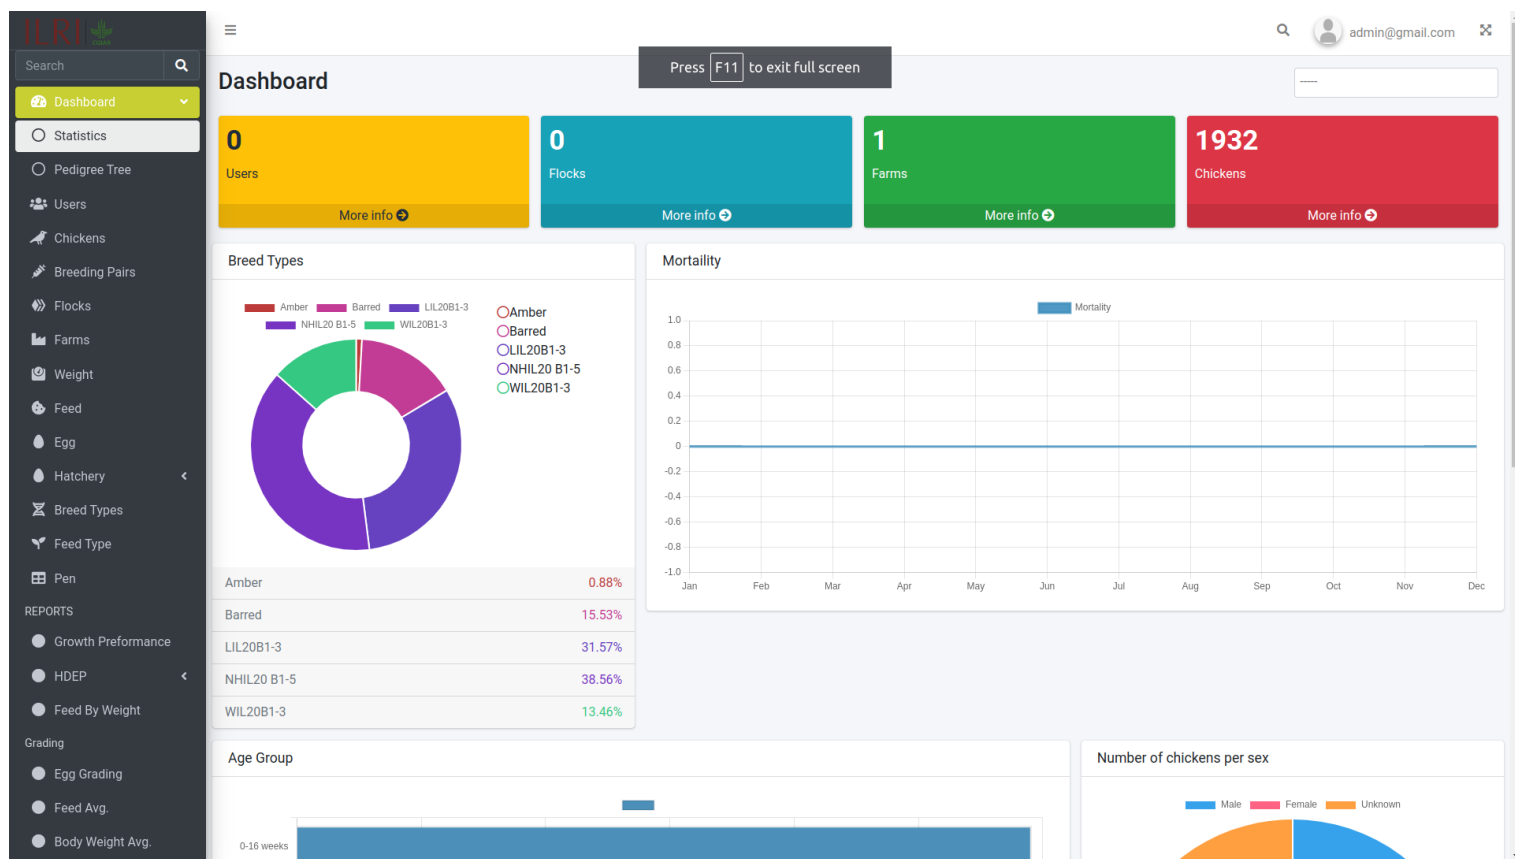 ILRI
CGIAR
Search
Dashboard
Statistics
Pedigree Tree
Users
Chickens
Breeding Pairs
Flocks
Farms
Weight
Feed
Egg
Hatchery
Breed Types
Feed Type
Pen
REPORTS
Growth Preformance
HDEP
Feed By Weight
Grading
Egg Grading
Feed Avg.
Body Weight Avg.
admin@gmail.com
Press F11 to exit full screen
Dashboard
-----
0
Users
More info
0
Flocks
More info
1
Farms
More info
1932
Chickens
More info
Breed Types
Amber Barred LIL20B1-3
NHIL20 B1-5 WIL20B1-3
Amber
Barred
LIL20B1-3
NHIL20 B1-5
WIL20B1-3
Amber 0.88%
Barred 15.53%
LIL20B1-3 31.57%
NHIL20 B1-5 38.56%
WIL20B1-3 13.46%
Mortaility
Mortality
1.0
0.8
0.6
0.4
0.2
0
-0.2
-0.4
-0.6
-0.8
-1.0
Jan Feb Mar Apr May Jun Jul Aug Sep Oct Nov Dec
Age Group
0-16 weeks
Number of chickens per sex
Male Female Unknown